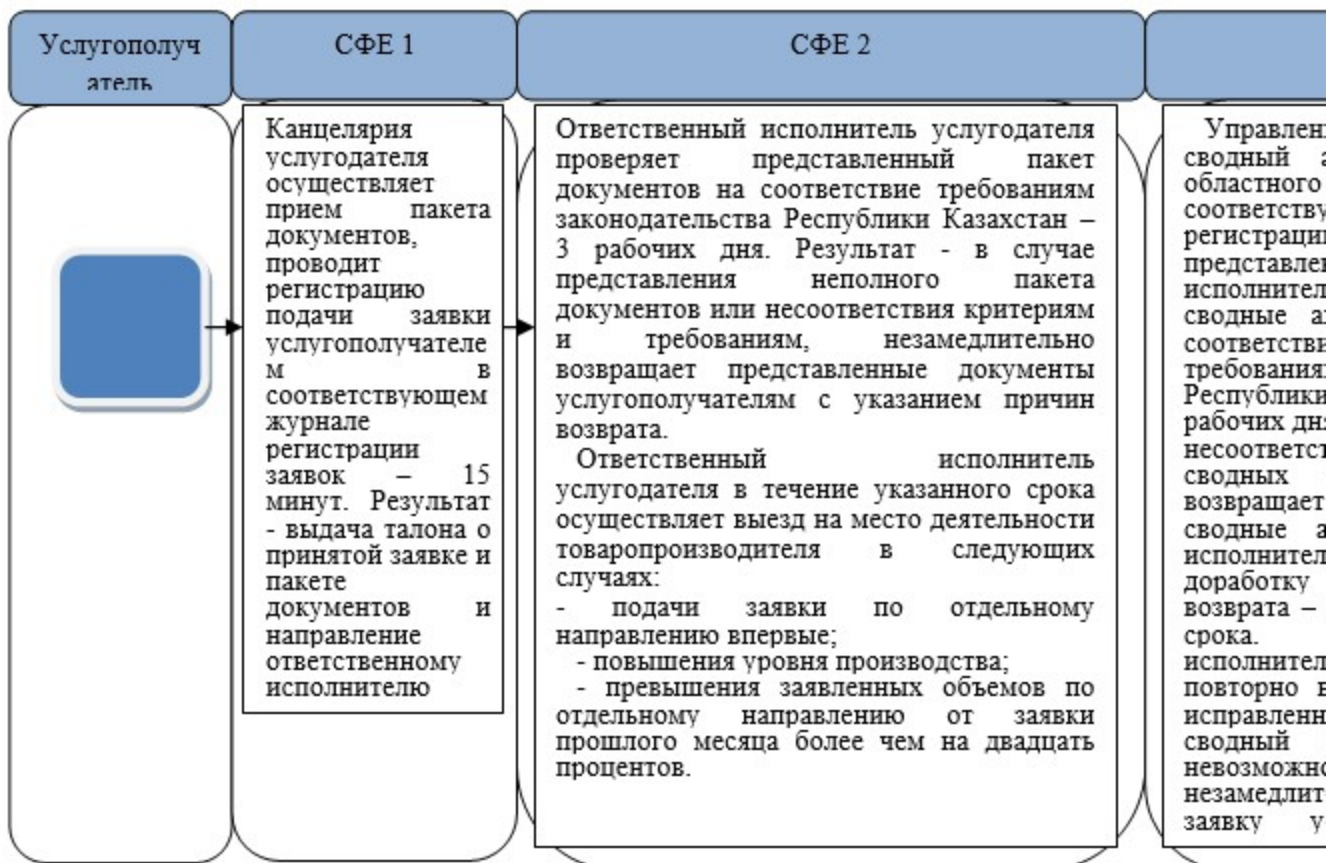 Услугополуч
атель
СФЕ 1
СФЕ 2
Канцелярия
услугодателя
осуществляет
прием пакета
документов,
проводит
регистрацию
подачи заявки
услугополучателе
м в
соответствующем
журнале
регистрации
заявок – 15
минут. Результат
- выдача талона о
принятой заявке и
пакете
документов и
направление
ответственному
исполнителю
Ответственный исполнитель услугодателя
проверяет представленный пакет
документов на соответствие требованиям
законодательства Республики Казахстан –
3 рабочих дня. Результат - в случае
представления неполного пакета
документов или несоответствия критериям
и требованиям, незамедлительно
возвращает представленные документы
услугополучателям с указанием причин
возврата.
Ответственный исполнитель
услугодателя в течение указанного срока
осуществляет выезд на место деятельности
товаропроизводителя в следующих
случаях:
- подачи заявки по отдельному
направлению впервые;
- повышения уровня производства;
- превышения заявленных объемов по
отдельному направлению от заявки
прошлого месяца более чем на двадцать
процентов.
сводный
областного
сводные
рабочих
сводных
возвращает
сводные
доработку
возврата –
срока.
повторно
сводный
заявку